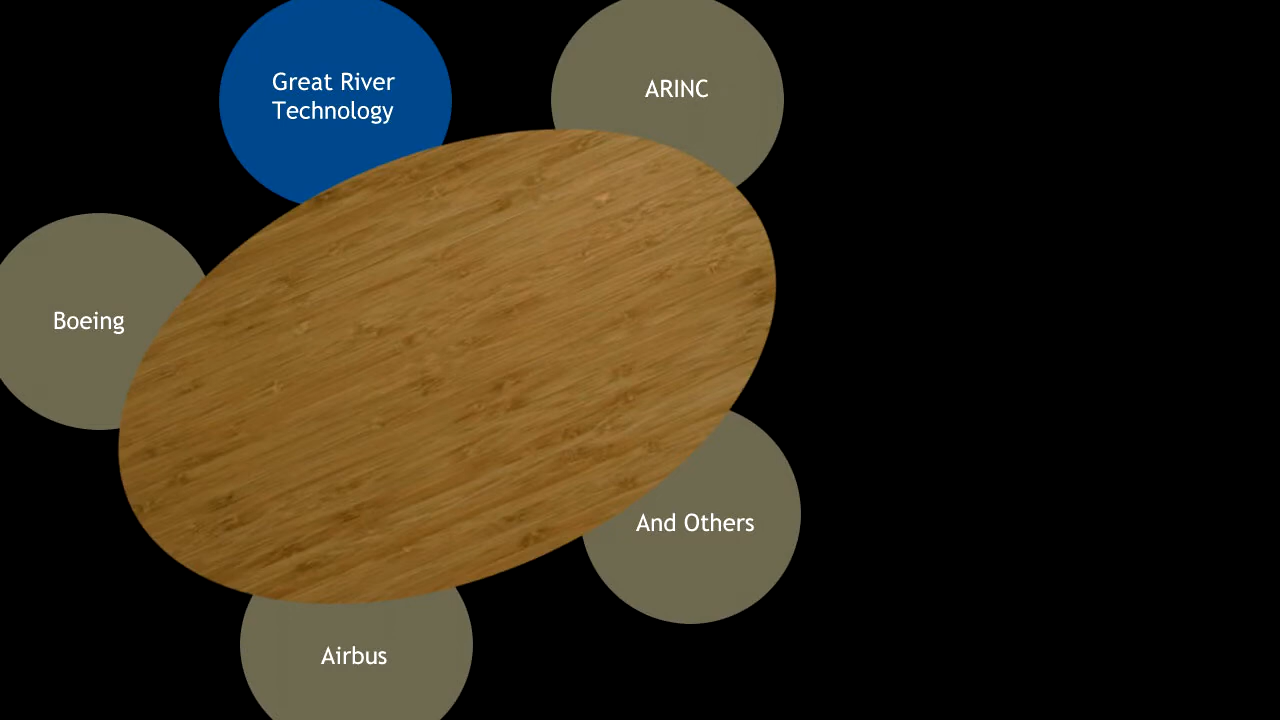 Great River
Technology
ARINC
Boeing
And Others
Airbus